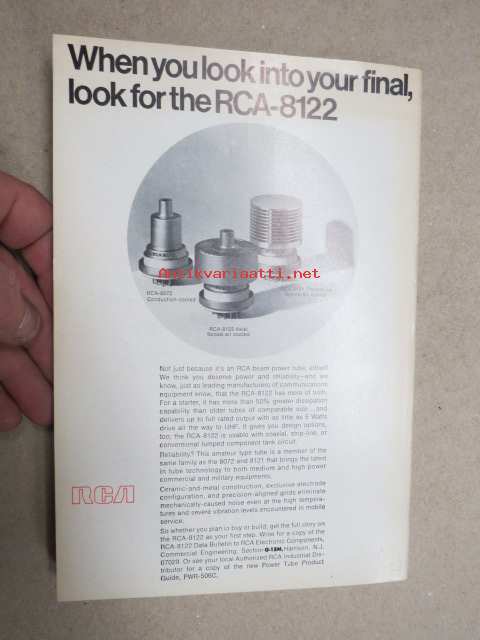 When you look into your final,
look for the RCA-8122
Antikvariaatti.net
RCA-8072
Conduction-cooled
RCA-8122
Forced-air cooled
Not just because it's an RCA beam power tube, either!
We think you deserve power and reliability—and we
know, just as leading manufacturers of communications
equipment know, that the RCA-8122 has more of both.
For a starter, it has more than 50% greater dissipation
capability than older tubes of comparable size...and
delivers up to full rated output with as little as 5 Watts
drive all the way to UHF. It gives you design options,
too; the RCA-8122 is usable with coaxial, strip-line, or
conventional lumped component tank circuit.
Reliability? This amateur type tube is a member of the
same family as the 8072 and 8121 that brings the latest
in tube technology to both medium and high power
commercial and military equipments.
Ceramic-and-metal construction, exclusive electrode
configuration, and precision-aligned grids eliminate
mechanically-caused noise even at the high tempera-
tures and severe vibration levels encountered in mobile
service.
So whether you plan to buy or build, get the full story on
the RCA-8122 as your first step. Write for a copy of the
RCA-8122 Data Bulletin to RCA Electronic Components,
Commercial Engineering, Section Harrison, N.J.
07029. Or see your local Authorized RCA Industrial Dis-
tributor for a copy of the new Power Tube Product
Guide, PWR-506C.
RCA